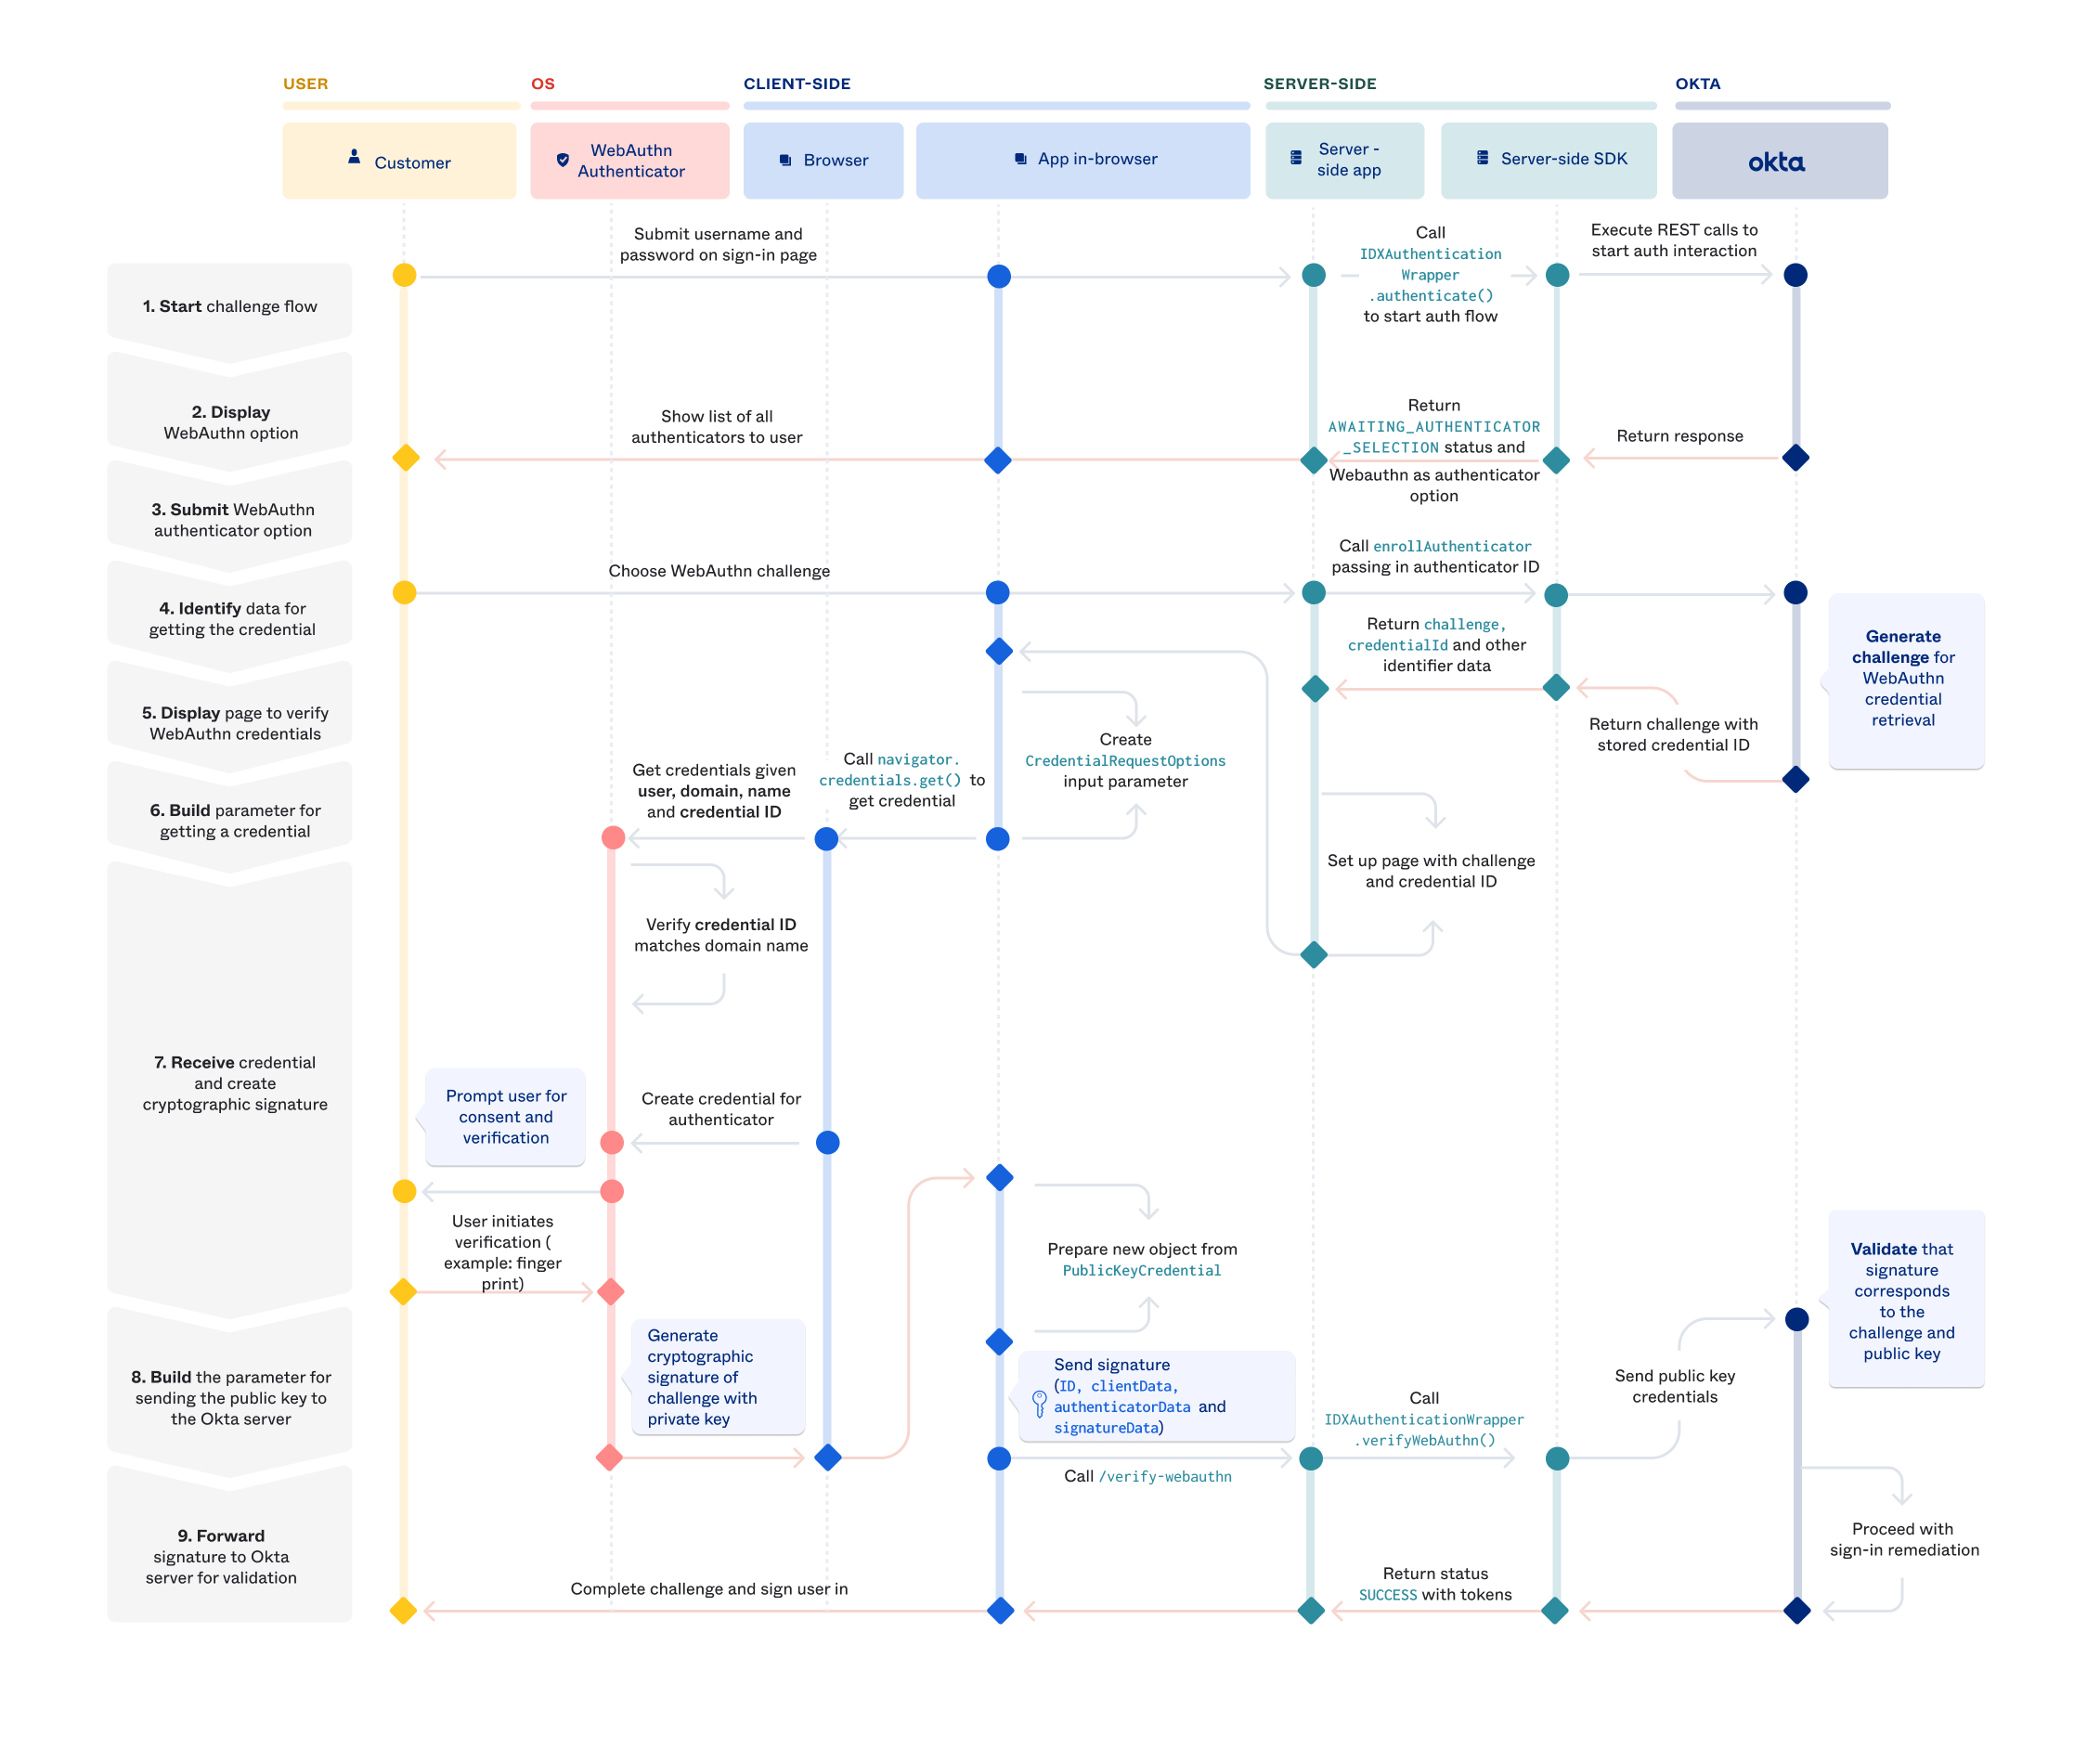 USER
OS
CLIENT-SIDE
SERVER-SIDE
OKTA
Customer
WebAuthn
Authenticator
Browser
App in-browser
Server -
side app
Server-side SDK
okta
1. Start challenge flow
Submit username and
password on sign-in page
Call
IDXAuthentication
Wrapper
.authenticate()
to start auth flow
Execute REST calls to
start auth interaction
2. Display
WebAuthn option
Show list of all
authenticators to user
Return
AWAITING_AUTHENTICATOR
_SELECTION status and
Webauthn as authenticator
option
Return response
3. Submit WebAuthn
authenticator option
Choose WebAuthn challenge
Call enrollAuthenticator
passing in authenticator ID
4. Identify data for
getting the credential
Return challenge,
credentialId and other
identifier data
Generate
challenge for
WebAuthn
credential
retrieval
5. Display page to verify
WebAuthn credentials
Return challenge with
stored credential ID
Create
CredentialRequestOptions
input parameter
Call navigator.
credentials.get() to
get credential
Get credentials given
user, domain, name
and credential ID
6. Build parameter for
getting a credential
Set up page with challenge
and credential ID
Verify credential ID
matches domain name
7. Receive credential
and create
cryptographic signature
Prompt user for
consent and
verification
Create credential for
authenticator
User initiates
verification (
example: finger
print)
Prepare new object from
PublicKeyCredential
Validate that
signature
corresponds
to the
challenge and
public key
8. Build the parameter for
sending the public key to
the Okta server
Generate
cryptographic
signature of
challenge with
private key
Send signature
(ID, clientData,
authenticatorData and
signatureData)
Call
IDXAuthenticationWrapper
.verifyWebAuthn()
Send public key
credentials
Call /verify-webauthn
9. Forward
signature to Okta
server for validation
Proceed with
sign-in remediation
Complete challenge and sign user in
Return status
SUCCESS with tokens